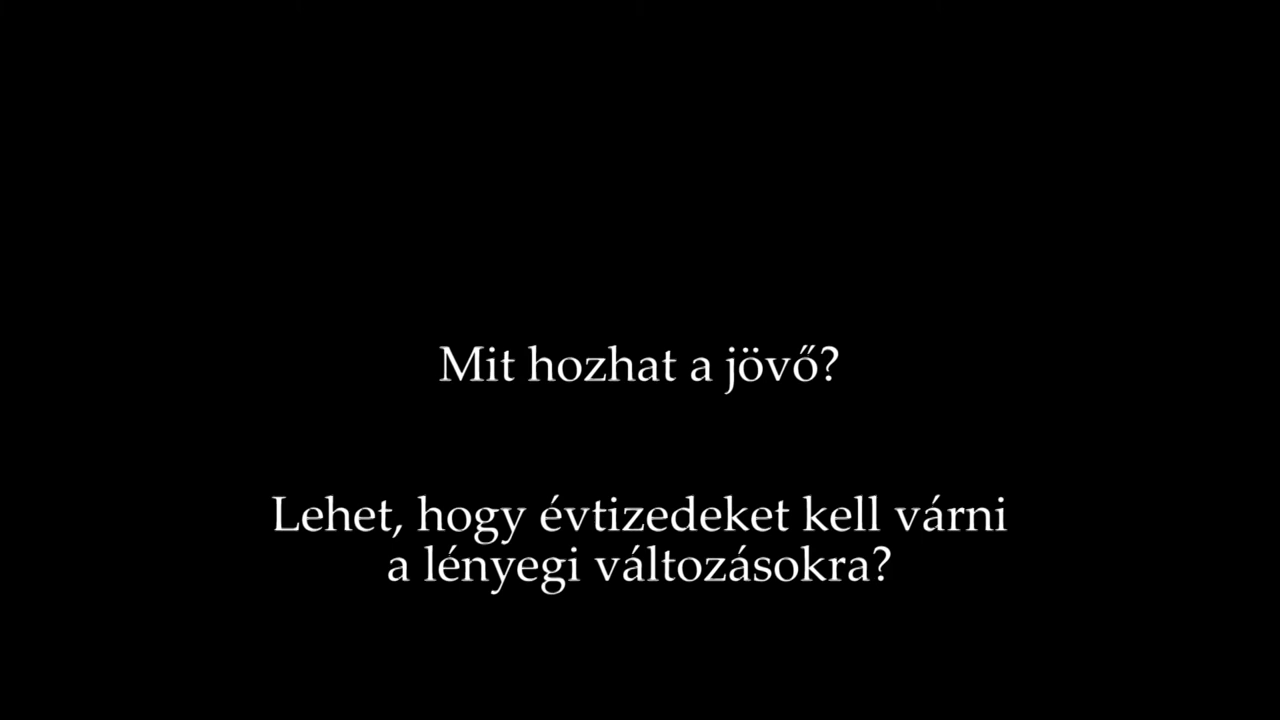 Mit hozhat a jövő?
Lehet, hogy évtizedeket kell várni
a lényegi változásokra?